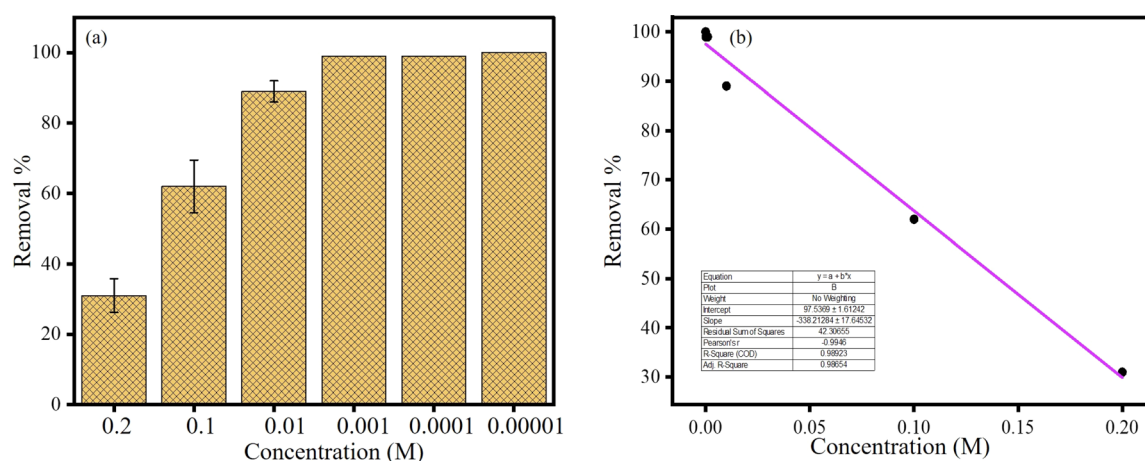 (a)
Removal %
100
80
60
40
20
0
0.2 0.1 0.01 0.001 0.0001 0.00001
Concentration (M)
(b)
Removal %
100
90
80
70
60
50
40
30
Equation y = a + b*x
Plot B
Weight No Weighting
Intercept 97.5369 ± 1.61242
Slope -338.21284 ± 17.64532
Residual Sum of Squares 42.30655
Pearson's r -0.9946
R-Square (COD) 0.98923
Adj. R-Square 0.98654
0.00 0.05 0.10 0.15 0.20
Concentration (M)